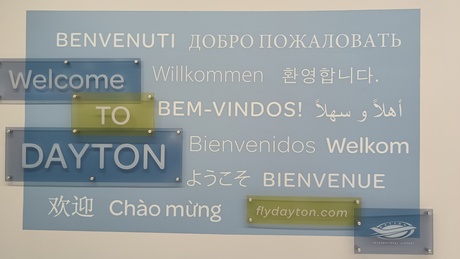 BENVENUTI ДОБРО ПОЖАЛОВАТЬ
Welcome Willkommen 환영합니다.
TO BEM-VINDOS! أهلاً و سهلاً
DAYTON Bienvenidos Welkom
ようこそ BIENVENUE
欢迎 Chào mừng flydayton.com